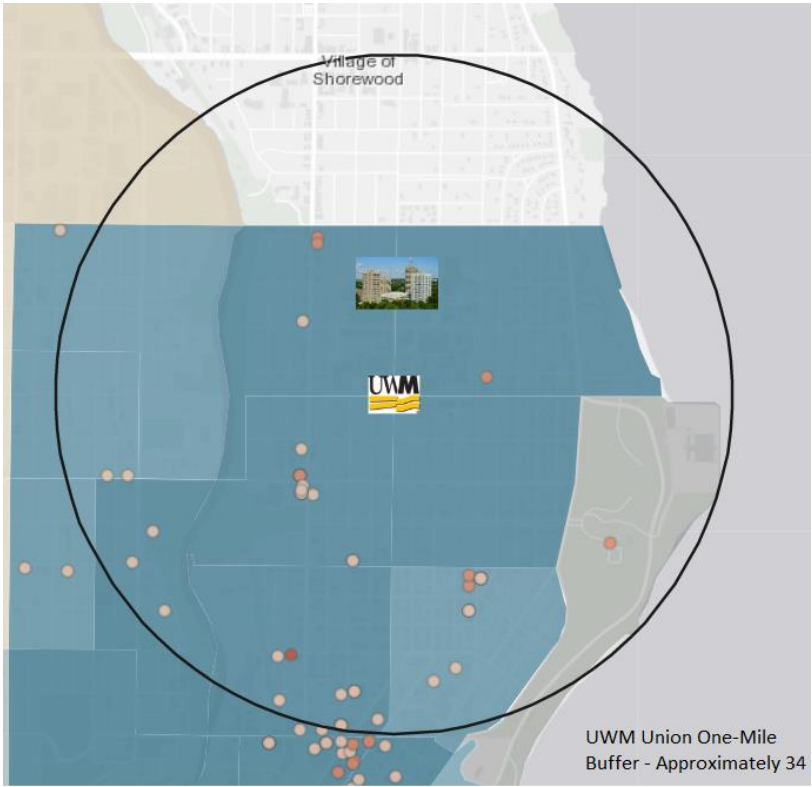 Village of
Shorewood
UWM
UWM Union One-Mile
Buffer - Approximately 34